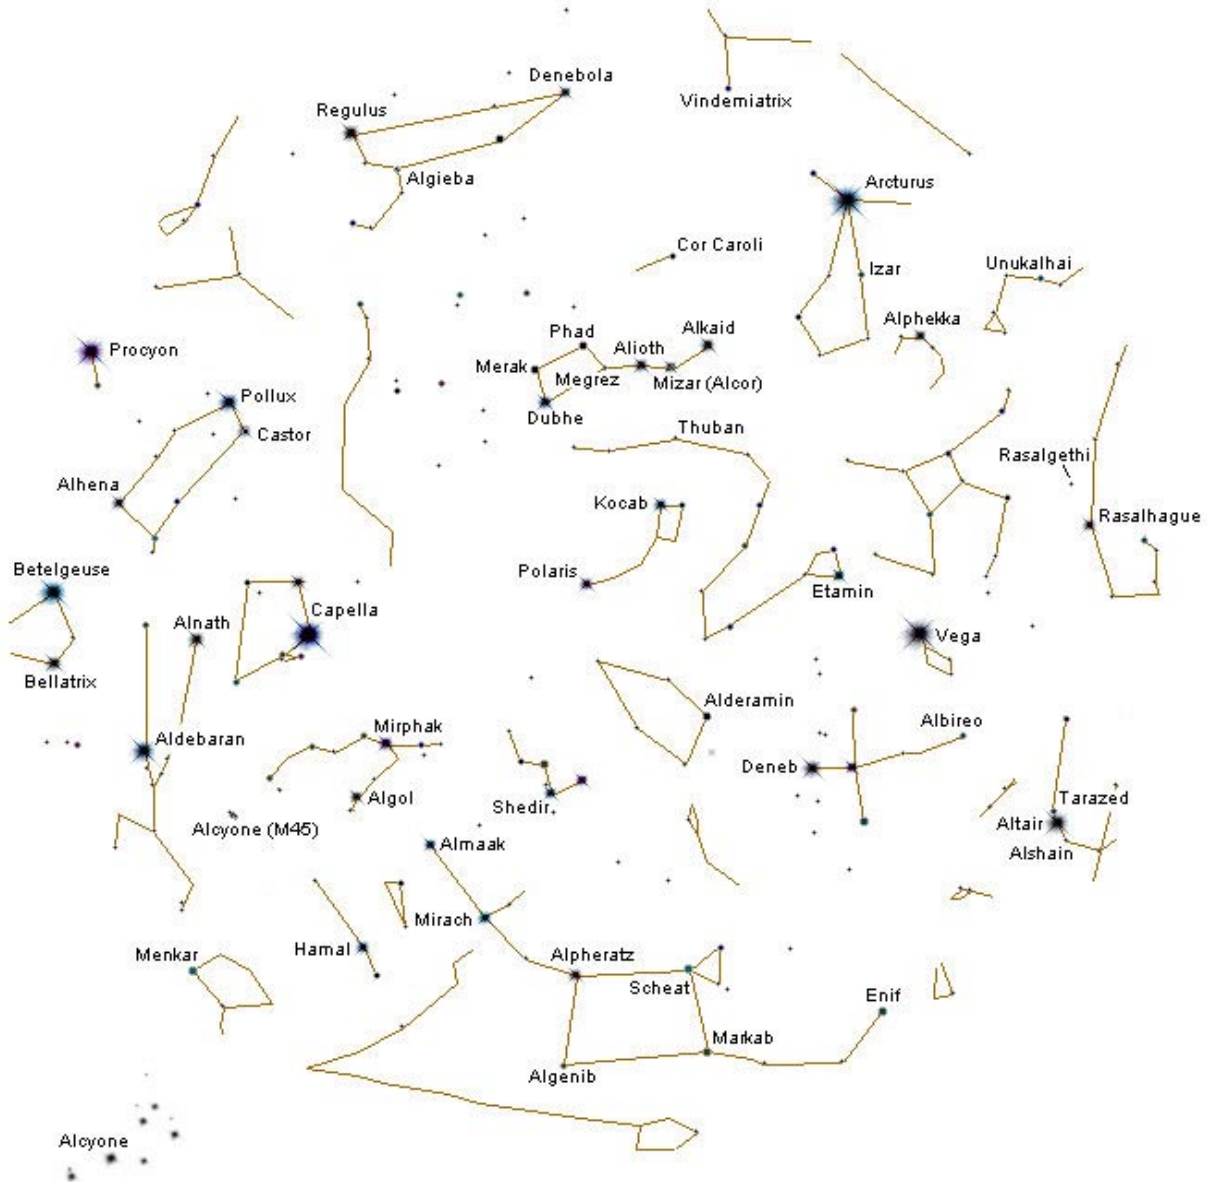 Denebola
Regulus
Vindemiatrix
Algieba
Arcturus
Cor Caroli
Izar
Unukalhai
Alphekka
Phad
Alkaid
Procyon
Alioth
Merak
Megrez
Mizar (Alcor)
Pollux
Dubhe
Castor
Thuban
Rasalgethi
Alhena
Kocab
Rasalhague
Betelgeuse
Polaris
Etamin
Capella
Alnath
Vega
Bellatrix
Alderamin
Albireo
Mirphak
Aldebaran
Deneb
Algol
Shedir
Tarazed
Alcyone (M45)
Altair
Almaak
Alshain
Mirach
Hamal
Menkar
Alpheratz
Scheat
Enif
Markab
Algenib
Alcyone